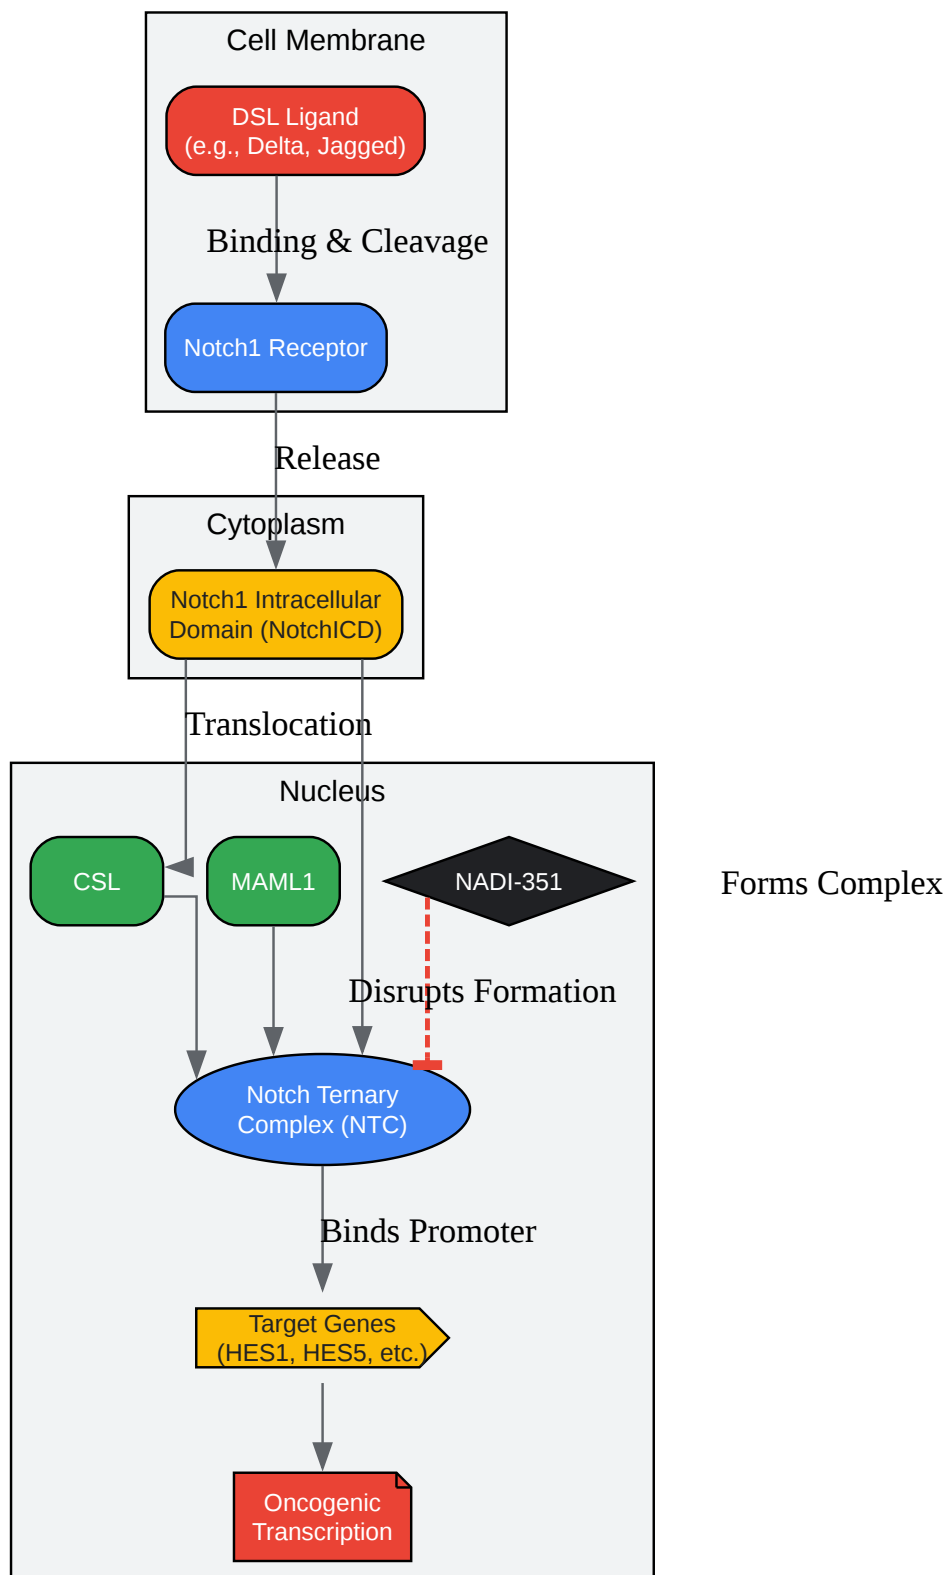 Cell Membrane
DSL Ligand
(e.g., Delta, Jagged)
Binding & Cleavage
Notch1 Receptor
Release
Cytoplasm
Notch1 Intracellular
Domain (NotchICD)
Translocation
Nucleus
CSL
MAML1
NADI-351
Forms Complex
Disrupts Formation
Notch Ternary
Complex (NTC)
Binds Promoter
Target Genes
(HES1, HES5, etc.)
Oncogenic
Transcription